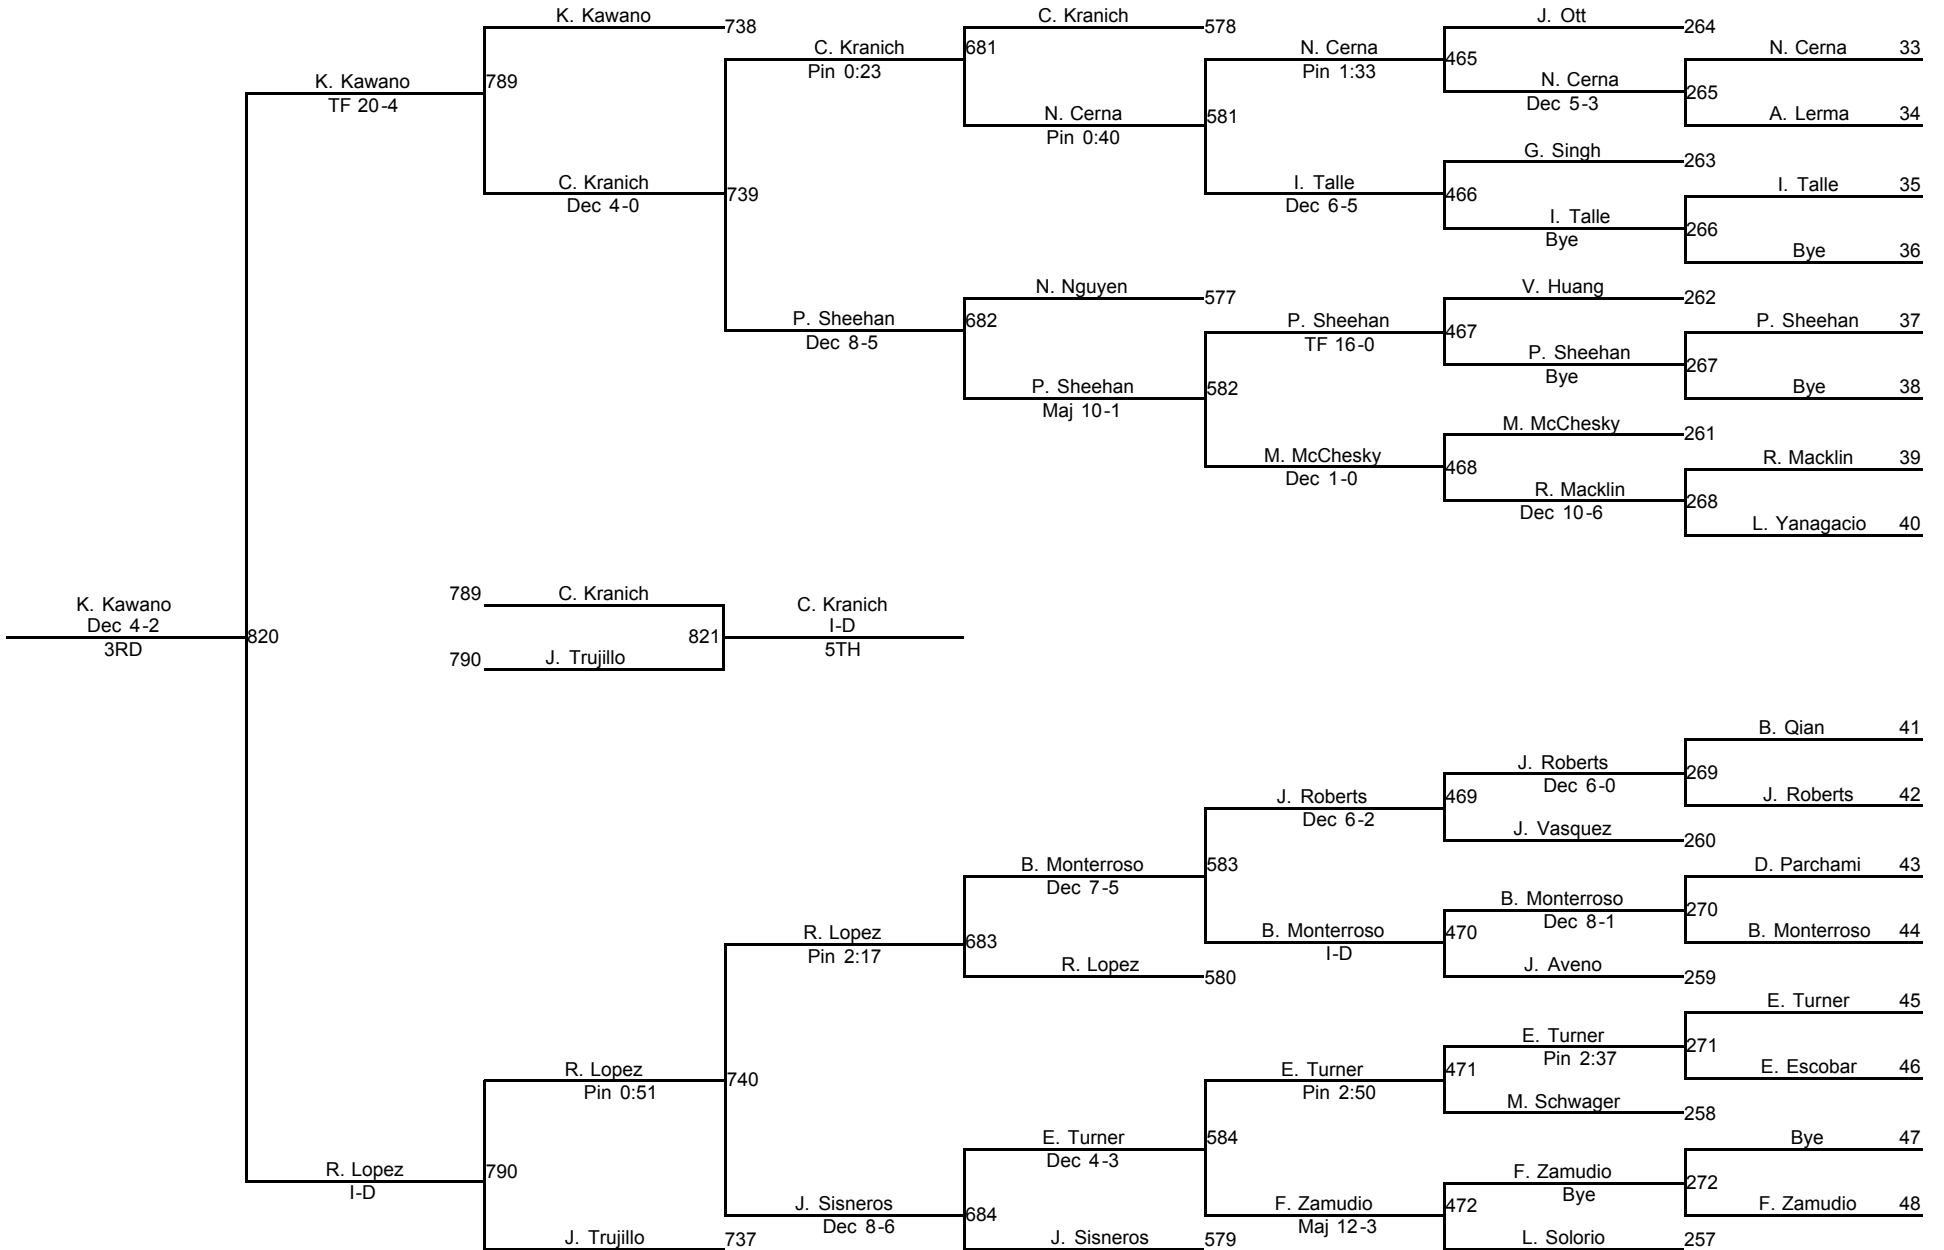 K. Kawano
738
C. Kranich
578
J. Ott
264
C. Kranich
Pin 0:23
681
N. Cerna
Pin 1:33
465
N. Cerna 33
K. Kawano
TF 20-4
789
N. Cerna
Dec 5-3
265
N. Cerna
Pin 0:40
581
A. Lerma 34
G. Singh
263
C. Kranich
Dec 4-0
739
I. Talle
Dec 6-5
466
I. Talle 35
I. Talle
Bye
266
Bye 36
N. Nguyen
577
V. Huang
262
P. Sheehan
Dec 8-5
682
P. Sheehan
TF 16-0
467
P. Sheehan 37
P. Sheehan
Bye
267
P. Sheehan
Maj 10-1
582
Bye 38
M. McChesky
261
M. McChesky
Dec 1-0
468
R. Macklin 39
R. Macklin
Dec 10-6
268
L. Yanagacio 40
K. Kawano
Dec 4-2
3RD
820
789
C. Kranich
790
J. Trujillo
821
C. Kranich
I-D
5TH
B. Qian 41
J. Roberts
Dec 6-0
269
J. Roberts
Dec 6-2
469
J. Roberts 42
J. Vasquez
260
B. Monterroso
Dec 7-5
583
D. Parchami 43
B. Monterroso
Dec 8-1
270
R. Lopez
Pin 2:17
683
B. Monterroso
I-D
470
B. Monterroso 44
R. Lopez
580
J. Aveno
259
E. Turner 45
E. Turner
Pin 2:37
271
R. Lopez
Pin 0:51
740
E. Turner
Pin 2:50
471
E. Escobar 46
M. Schwager
258
E. Turner
Dec 4-3
584
Bye 47
R. Lopez
I-D
790
F. Zamudio
Bye
272
J. Sisneros
Dec 8-6
684
F. Zamudio
Maj 12-3
472
F. Zamudio 48
J. Trujillo
737
J. Sisneros
579
L. Solorio
257